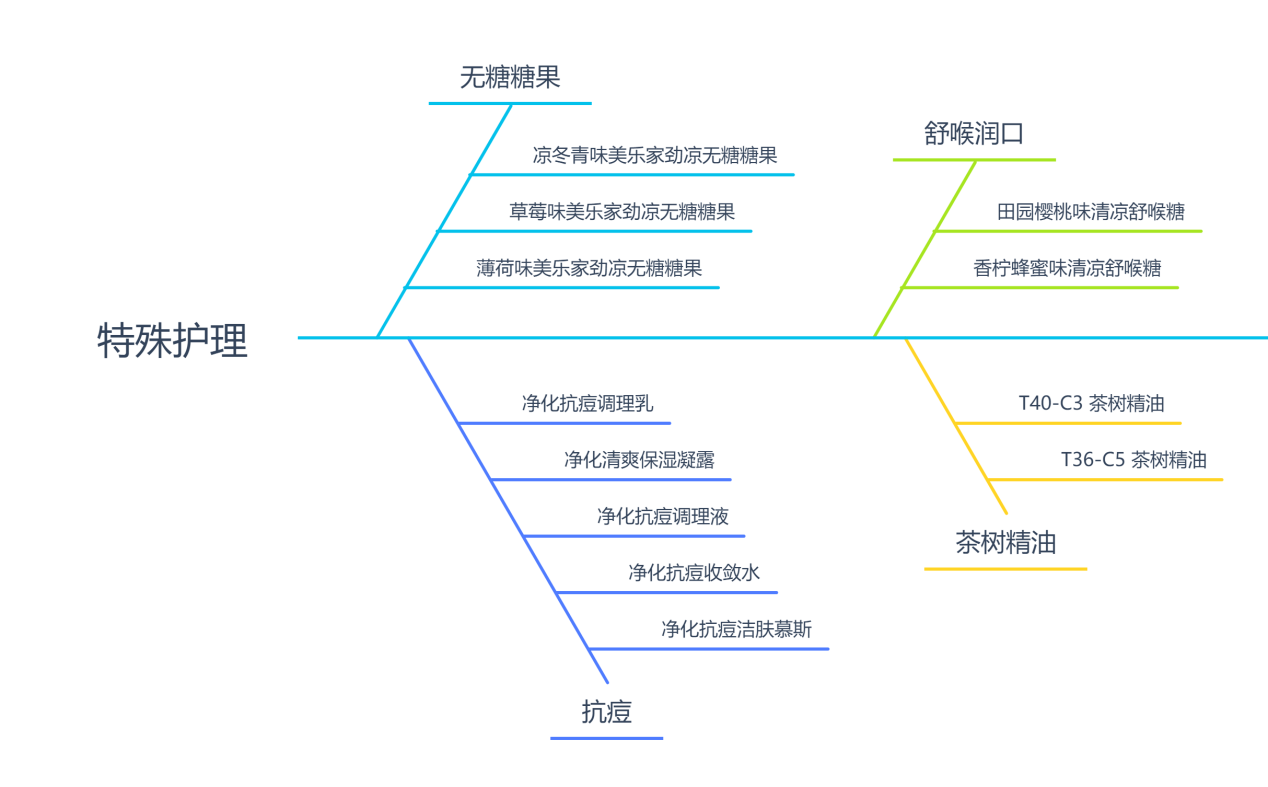 特殊护理
无糖糖果
凉冬青味美乐家劲凉无糖糖果
草莓味美乐家劲凉无糖糖果
薄荷味美乐家劲凉无糖糖果
舒喉润口
田园樱桃味清凉舒喉糖
香柠蜂蜜味清凉舒喉糖
净化抗痘调理乳
净化清爽保湿凝露
净化抗痘调理液
净化抗痘收敛水
净化抗痘洁肤慕斯
抗痘
T40-C3 茶树精油
T36-C5 茶树精油
茶树精油